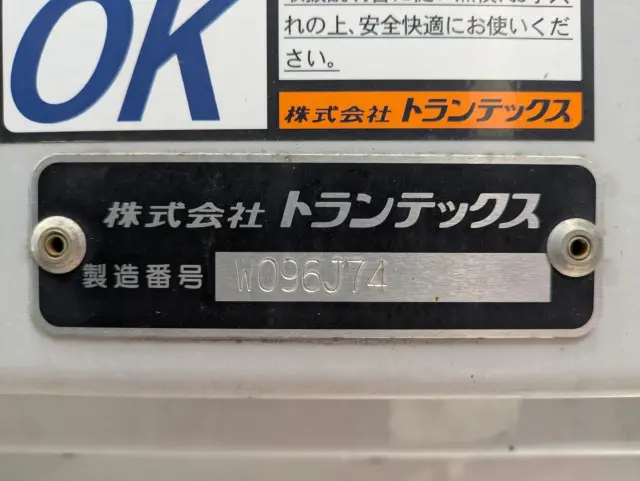 OK
れの上、安全快適にお使いくだ
さい。
株式会社 トランテックス
株式会社 トランテックス
製造番号 W096J74